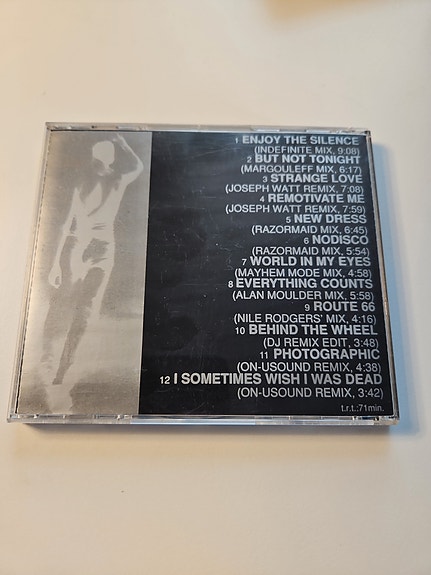 1 ENJOY THE SILENCE
(INDEFINITE MIX, 9:08)
2 BUT NOT TONIGHT
(MARGOULEFF MIX, 6:17)
3 STRANGE LOVE
(JOSEPH WATT REMIX, 7:08)
4 REMOTIVATE ME
(JOSEPH WATT REMIX, 7:59)
5 NEW DRESS
(RAZORMAID MIX, 6:45)
6 NODISCO
(RAZORMAID MIX, 5:54)
7 WORLD IN MY EYES
(MAYHEM MODE MIX, 4:58)
8 EVERYTHING COUNTS
(ALAN MOULDER MIX, 5:58)
9 ROUTE 66
(NILE RODGERS' MIX, 4:16)
10 BEHIND THE WHEEL
(DJ REMIX EDIT, 3:48)
11 PHOTOGRAPHIC
(ON-USOUND REMIX, 4:38)
12 I SOMETIMES WISH I WAS DEAD
(ON-USOUND REMIX, 3:42)
t.r.t.:71min.